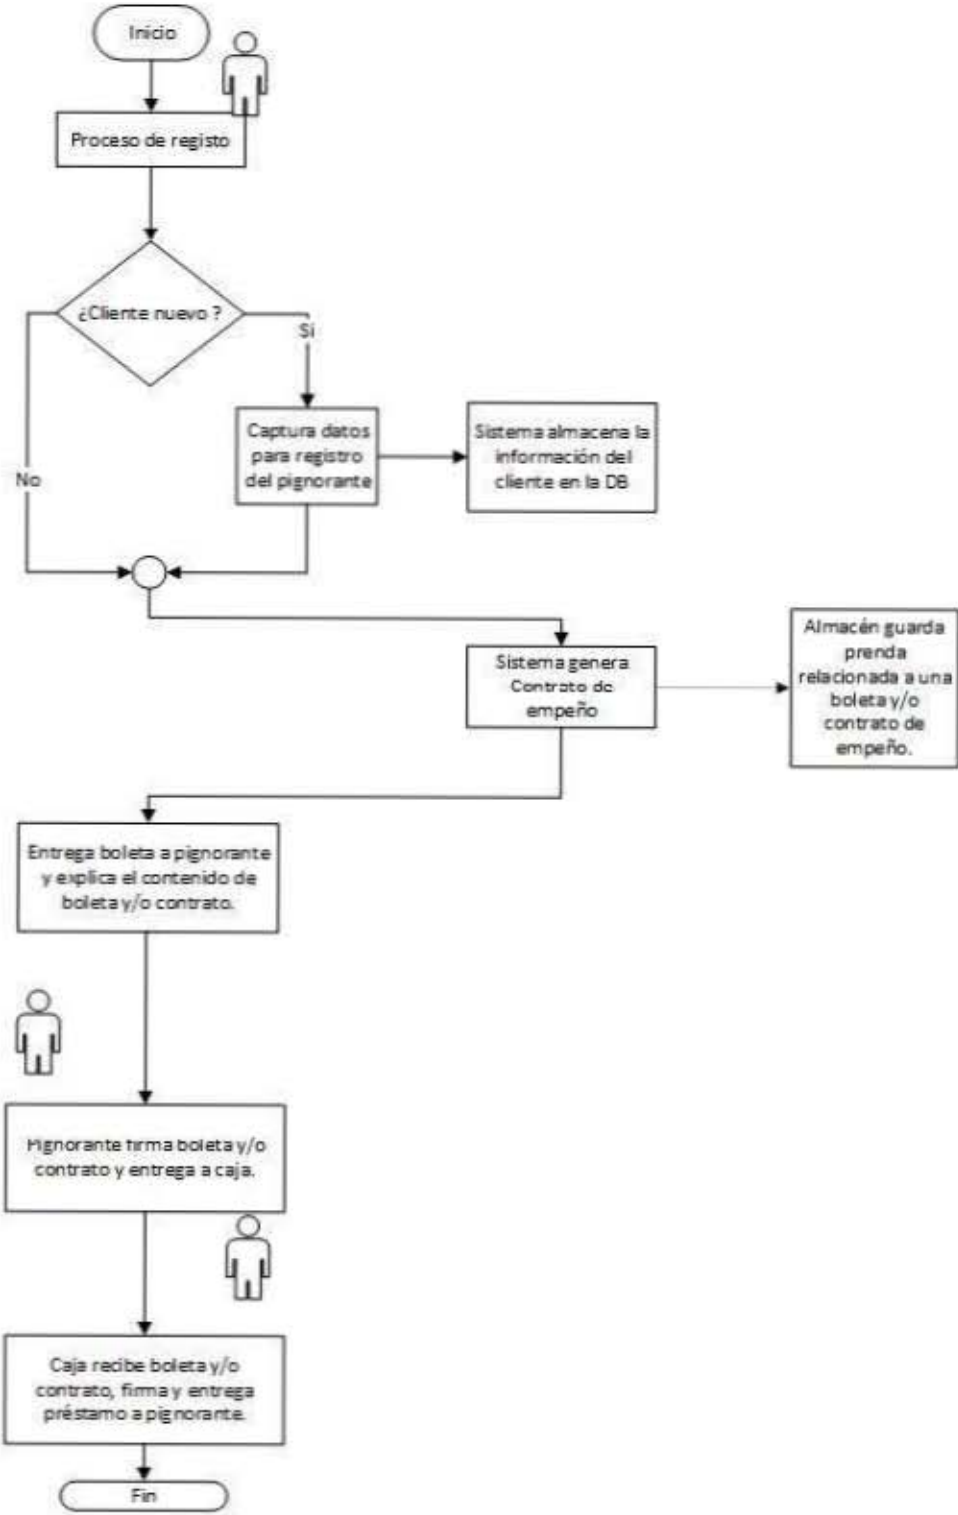 Inicio
Proceso de registo
¿Cliente nuevo ?
Si
No
Captura datos
para registro
del pignorante
Sistema almacena la
información del
cliente en la DB
Sistema genera
Contrato de
empeño
Almacén guarda
prenda
relacionada a una
boleta y/o
contrato de
empeño.
Entrega boleta a pignorante
y explica el contenido de
boleta y/o contrato.
Pignorante firma boleta y/o
contrato y entrega a caja.
Caja recibe boleta y/o
contrato, firma y entrega
préstamo a pignorante.
Fin